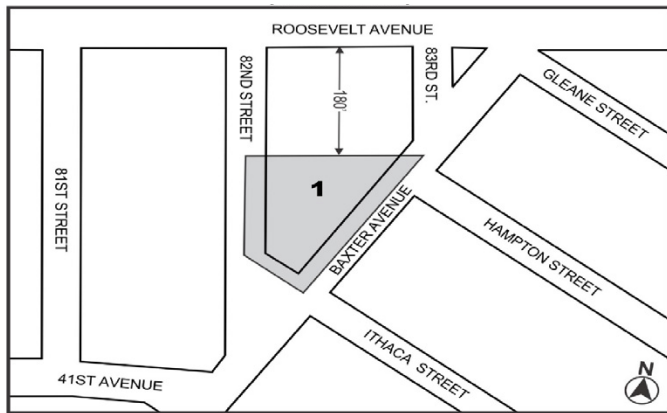 ROOSEVELT AVENUE
82ND STREET
180'
83RD ST.
GLEANE STREET
81ST STREET
1
BAXTER AVENUE
HAMPTON STREET
ITHACA STREET
41ST AVENUE
N